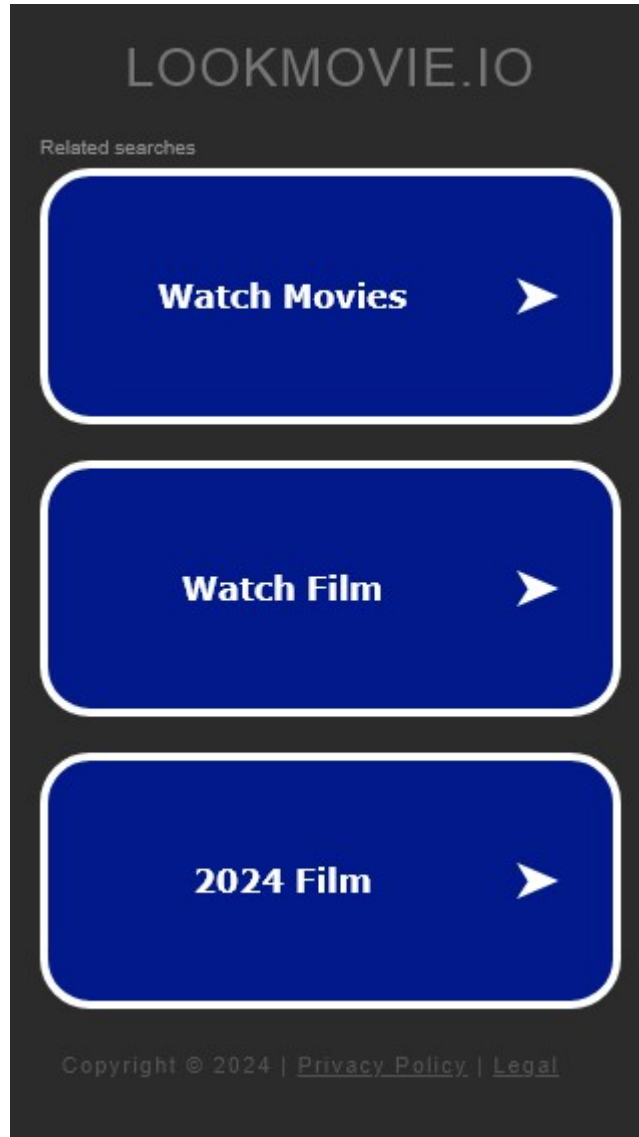 LOOKMOVIE.IO
Related searches
Watch Movies
Watch Film
2024 Film
Copyright © 2024 | Privacy Policy | Legal